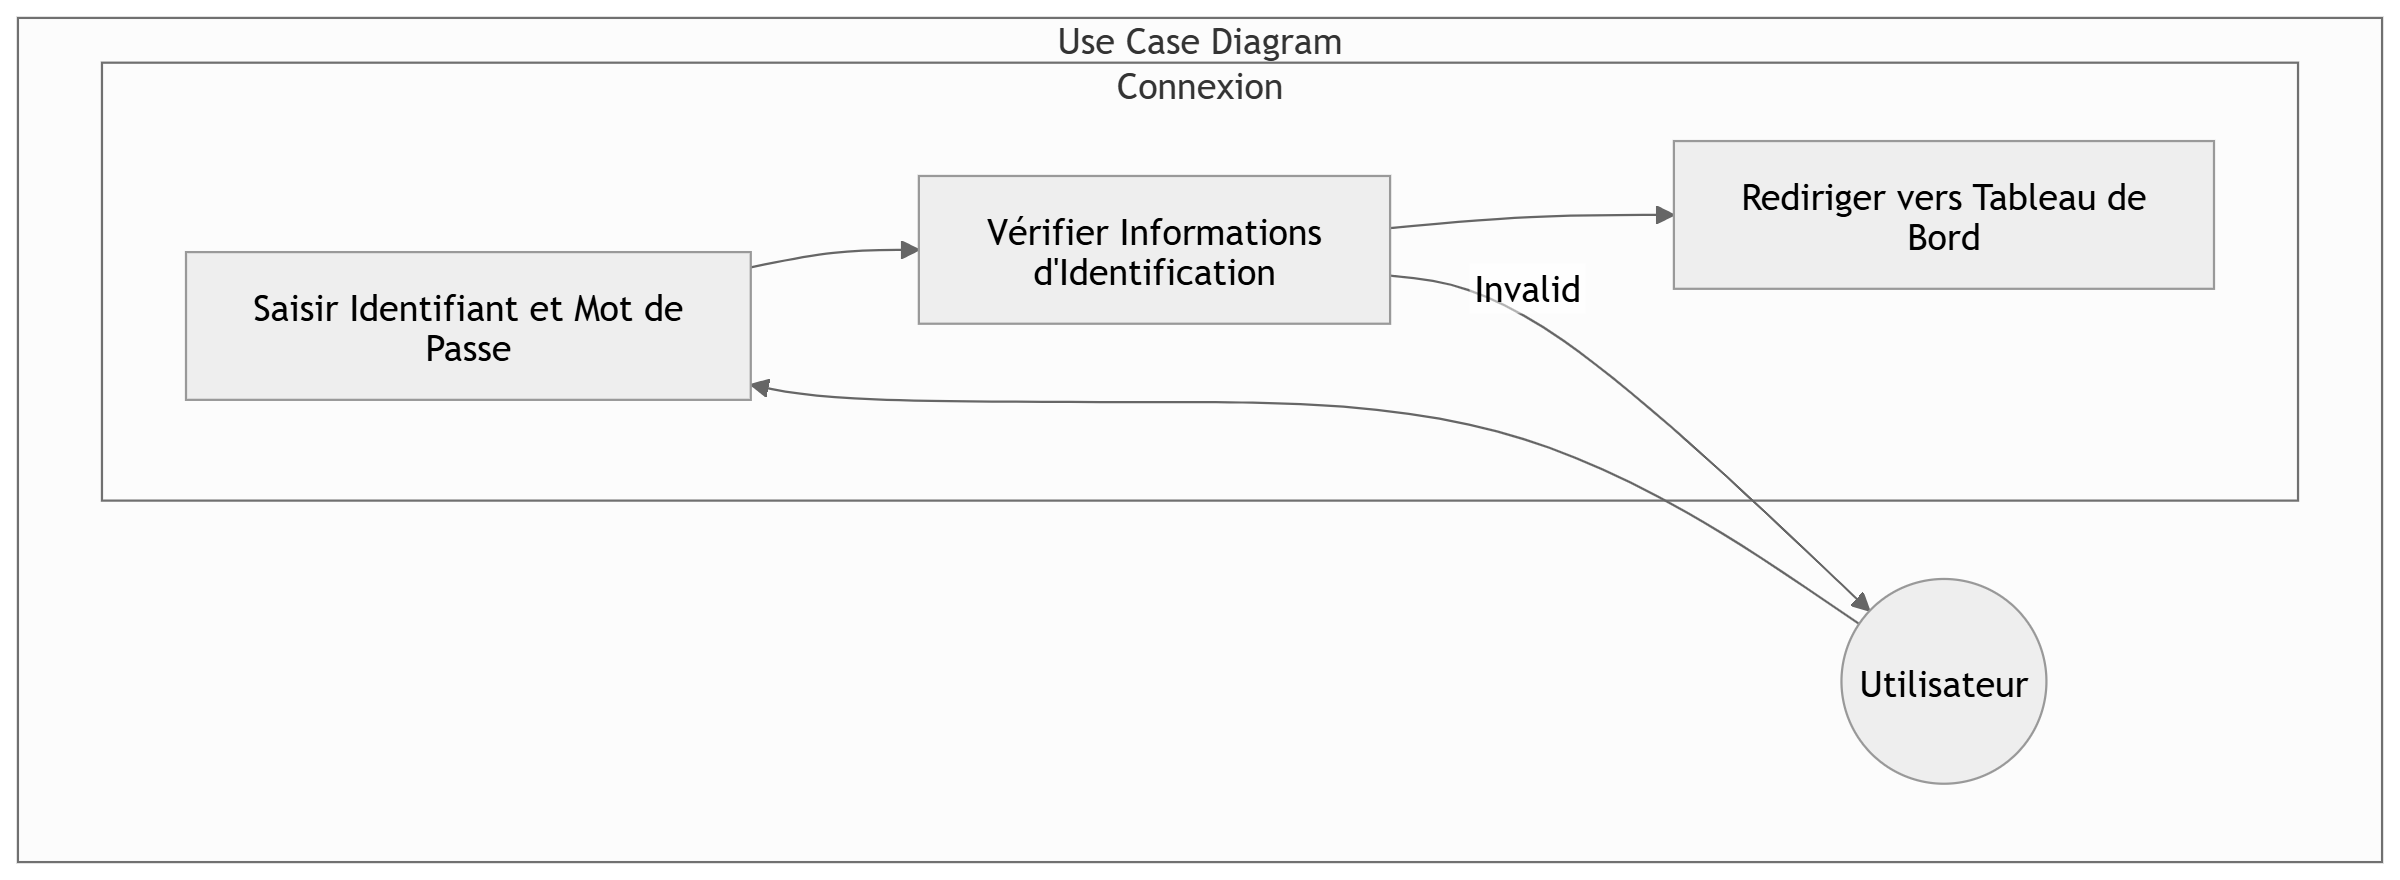 Use Case Diagram
Connexion
Saisir Identifiant et Mot de
Passe
Vérifier Informations
d'Identification
Rediriger vers Tableau de
Bord
Invalid
Utilisateur